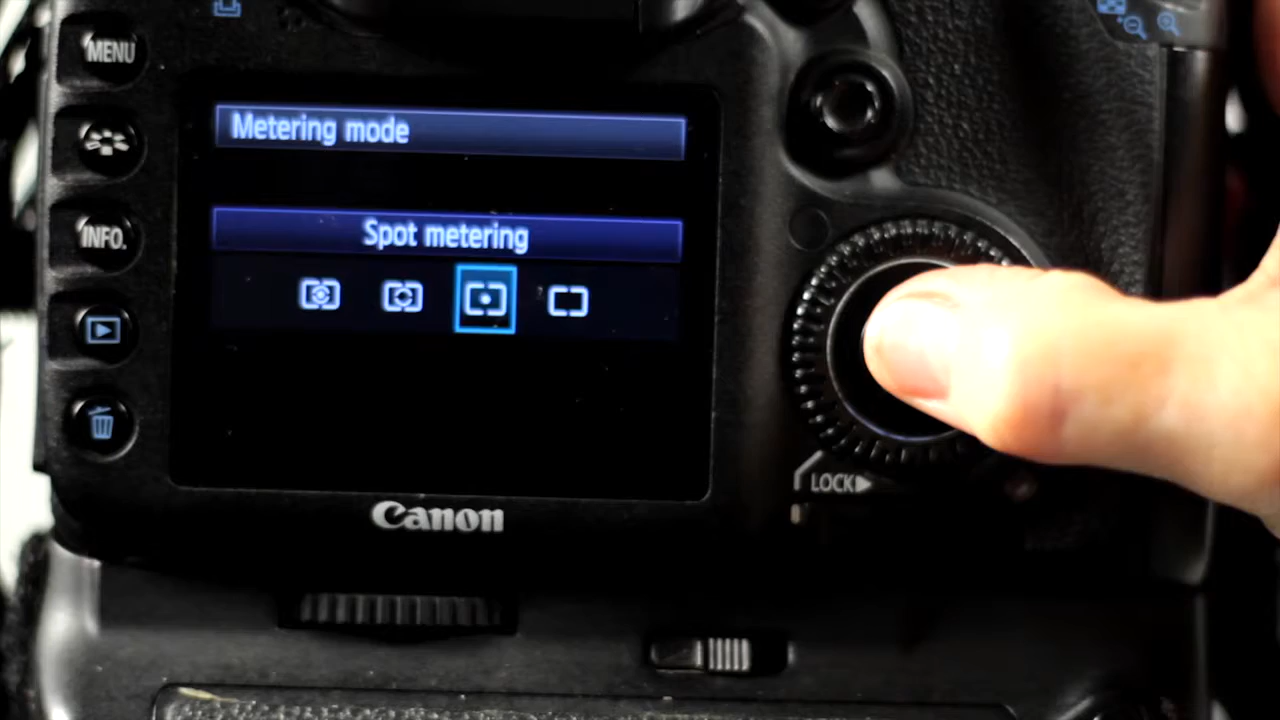 MENU
Metering mode
INFO.
Spot metering
LOCK
Canon